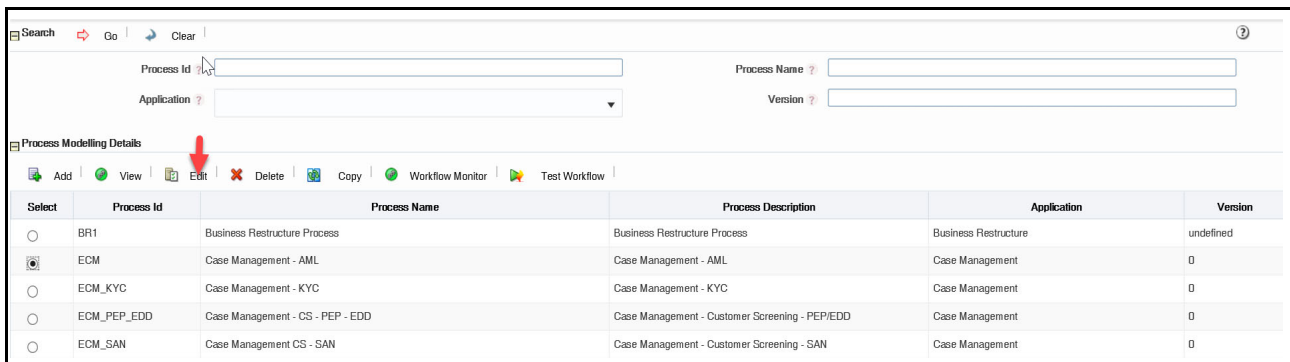 Search Go Clear ?
Process Id ? Process Name ?
Application ? Version ?
Process Modelling Details
Add View Edit Delete Copy Workflow Monitor Test Workflow
Select Process Id Process Name Process Description Application Version
BR1 Business Restructure Process Business Restructure Process Business Restructure undefined
ECM Case Management - AML Case Management - AML Case Management 0
ECM_KYC Case Management - KYC Case Management - KYC Case Management 0
ECM_PEP_EDD Case Management - CS - PEP - EDD Case Management - Customer Screening - PEP/EDD Case Management 0
ECM_SAN Case Management CS - SAN Case Management - Customer Screening - SAN Case Management 0